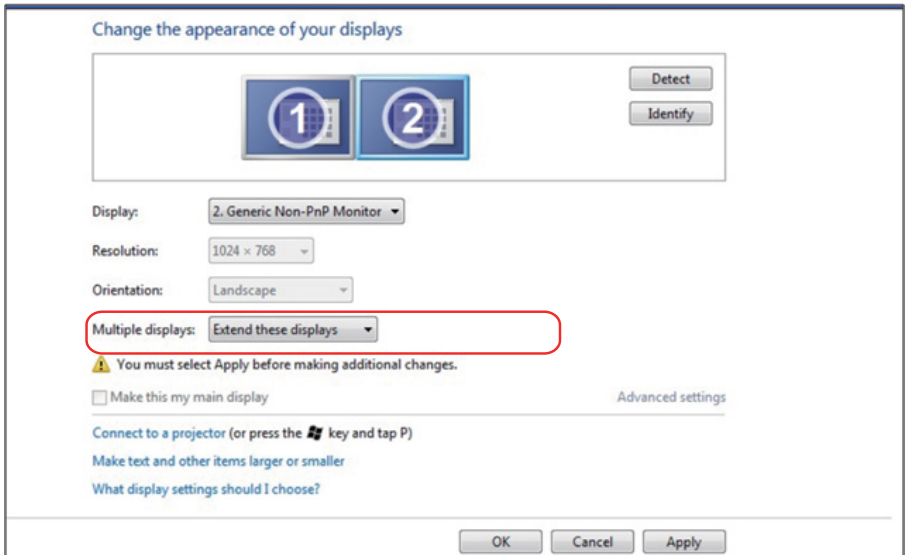 Change the appearance of your displays
1
2
Detect
Identify
Display:
2. Generic Non-PnP Monitor
Resolution:
1024 × 768
Orientation:
Landscape
Multiple displays:
Extend these displays
You must select Apply before making additional changes.
Make this my main display
Advanced settings
Connect to a projector (or press the key and tap P)
Make text and other items larger or smaller
What display settings should I choose?
OK
Cancel
Apply